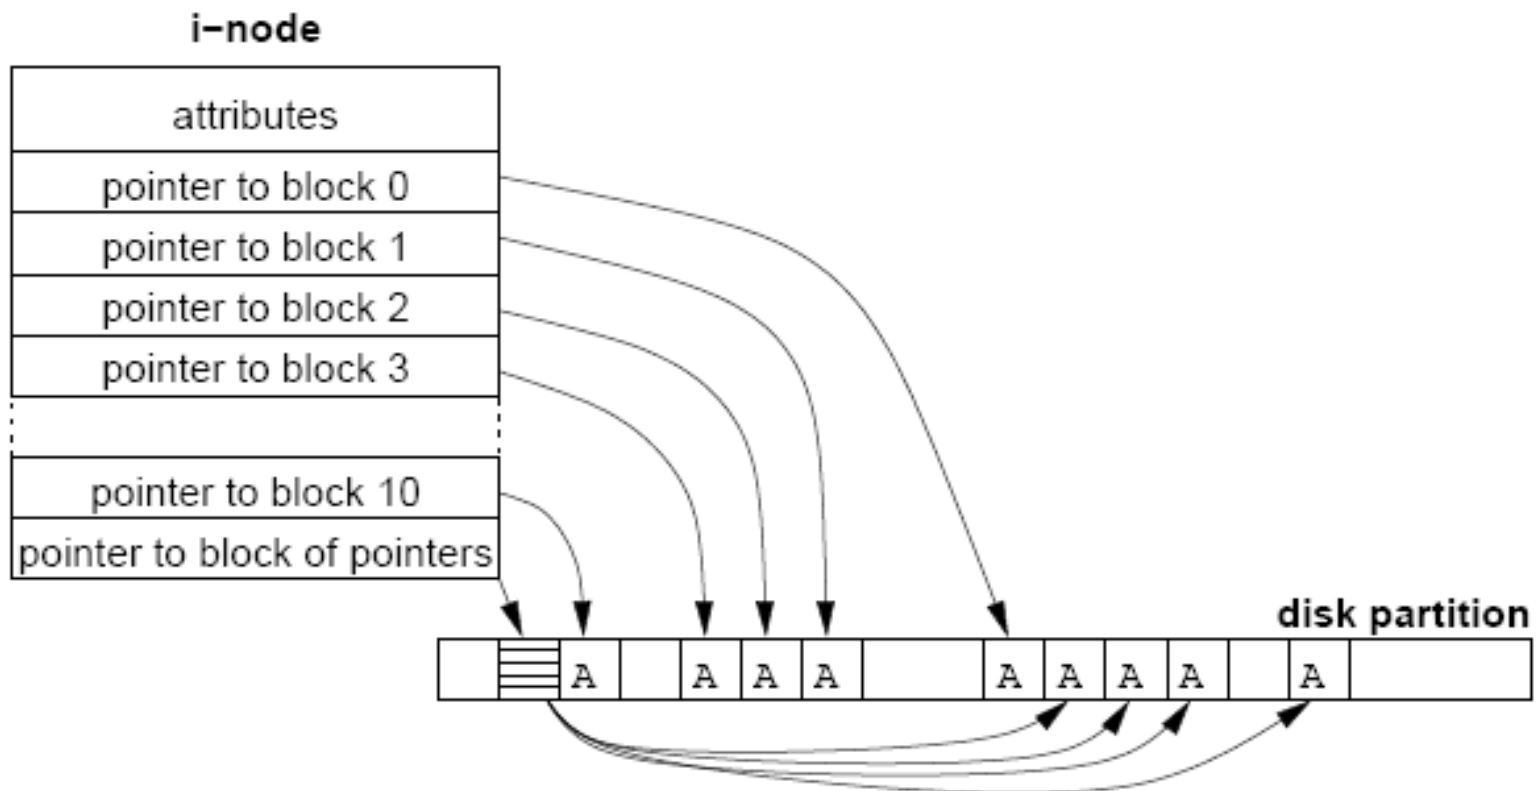 i-node
attributes
pointer to block 0
pointer to block 1
pointer to block 2
pointer to block 3
pointer to block 10
pointer to block of pointers
disk partition
A A A A A A A A A